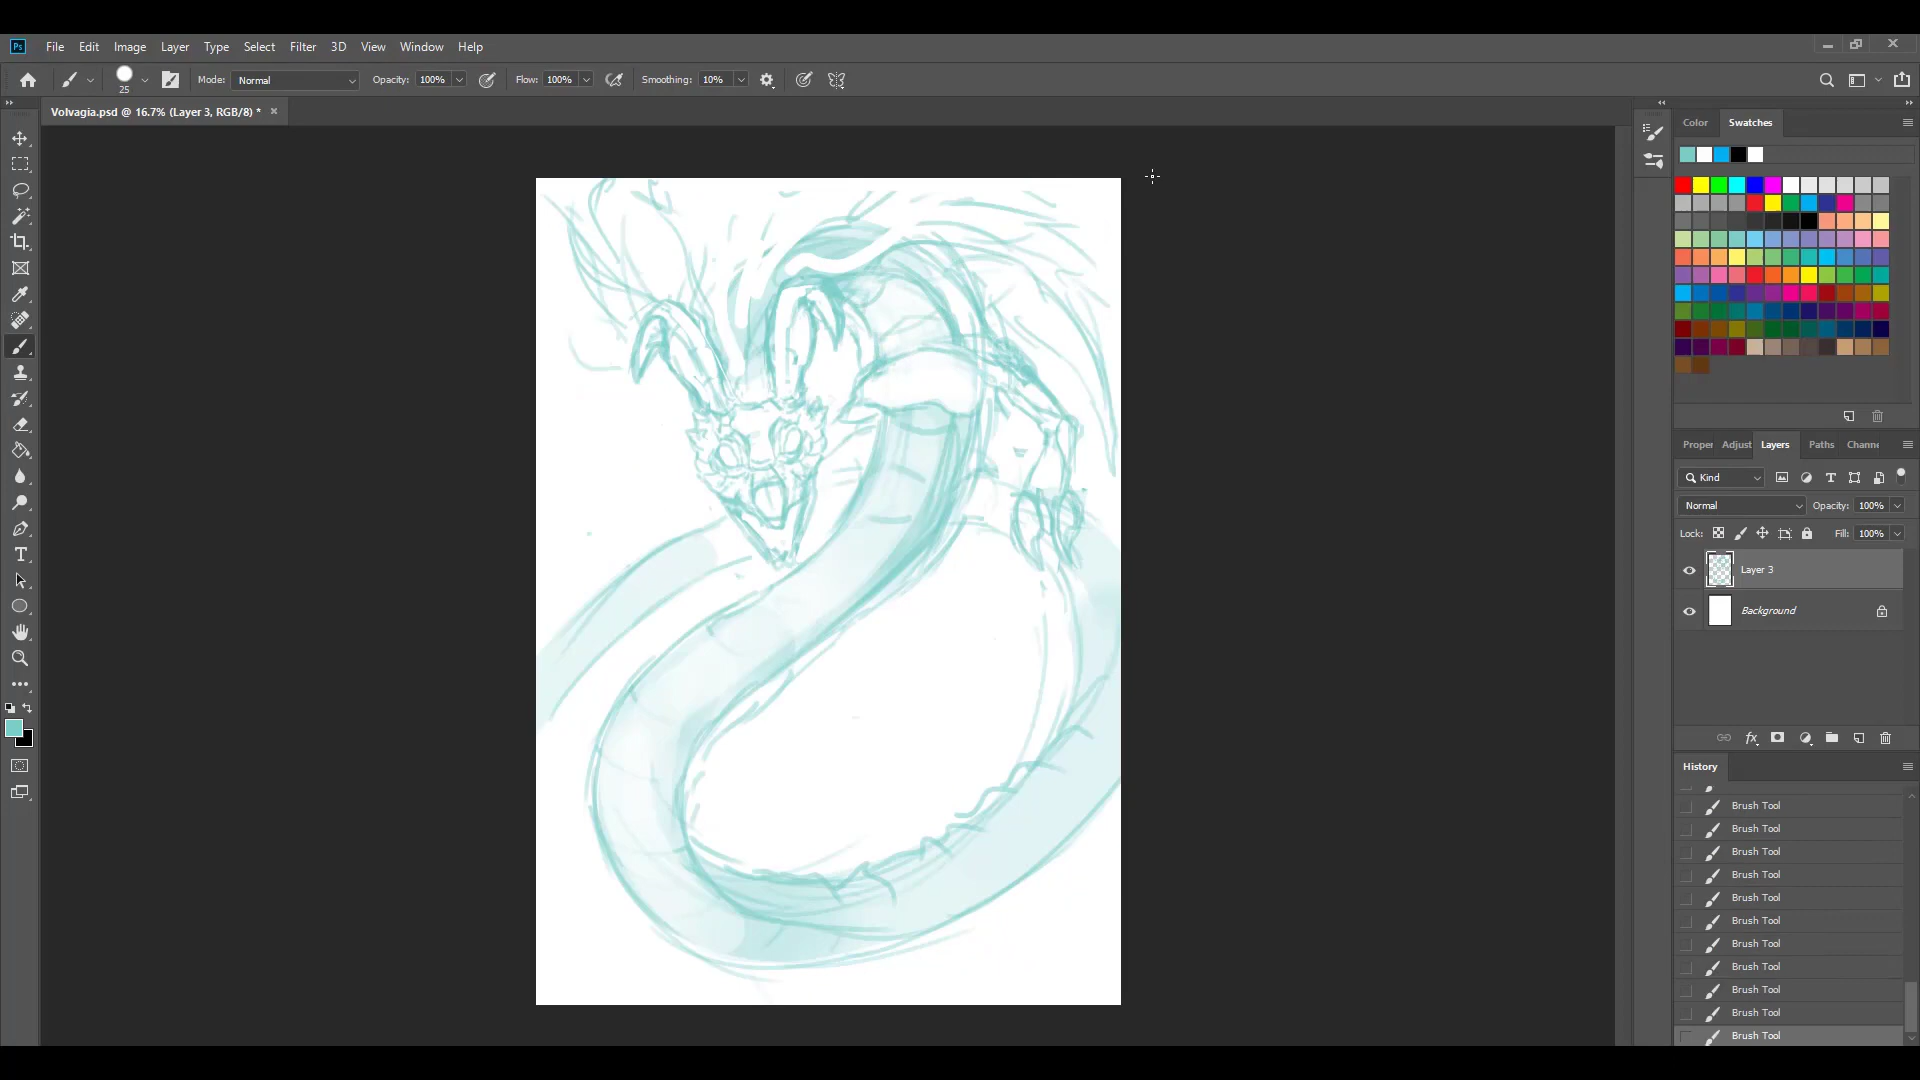 Ps File Edit Image Layer Type Select Filter 3D View Window Help
25 Mode: Normal Opacity: 100% Flow: 100% Smoothing: 10%
Volvagia.psd @ 16.7% (Layer 3, RGB/8) *
Color Swatches
Proper Adjust Layers Paths Chann
Kind
Normal Opacity: 100%
Lock: Fill: 100%
Layer 3
Background
fx
History
Brush Tool
Brush Tool
Brush Tool
Brush Tool
Brush Tool
Brush Tool
Brush Tool
Brush Tool
Brush Tool
Brush Tool
Brush Tool